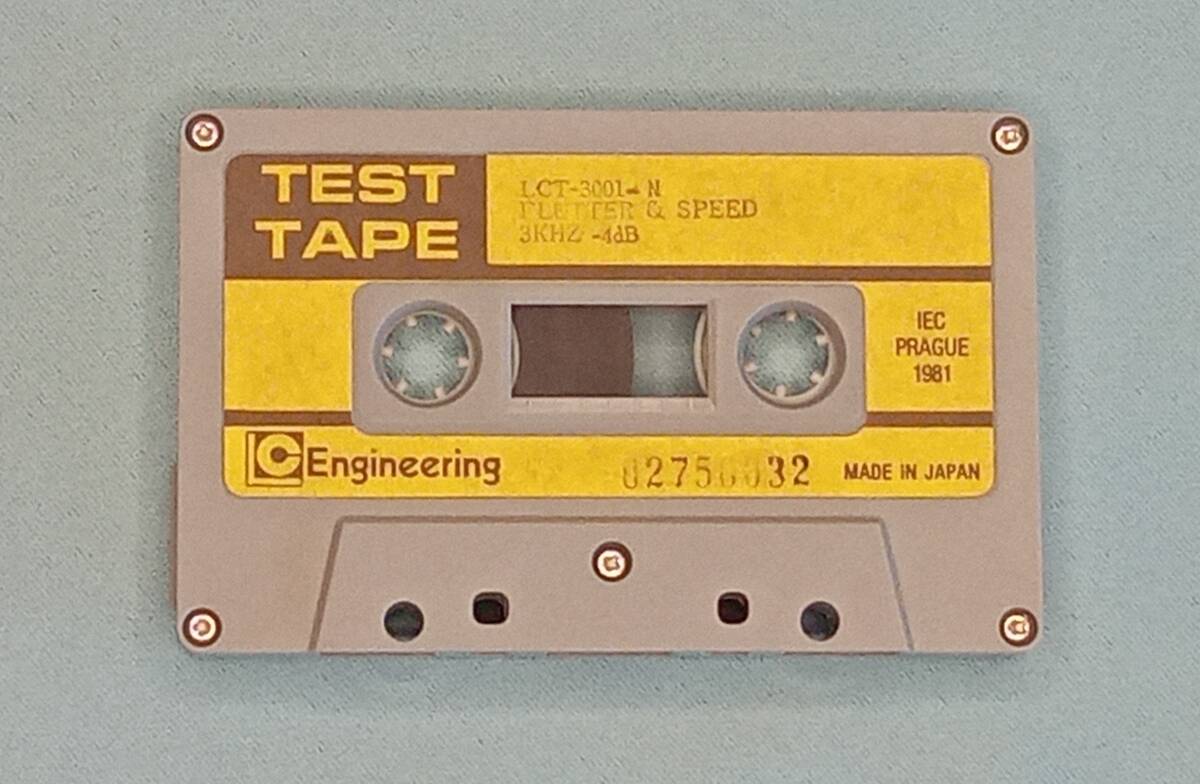 TEST
TAPE
LCT-3001-N
FLUTTER & SPEED
3KHZ -4dB
IEC
PRAGUE
1981
LC Engineering
MADE IN JAPAN